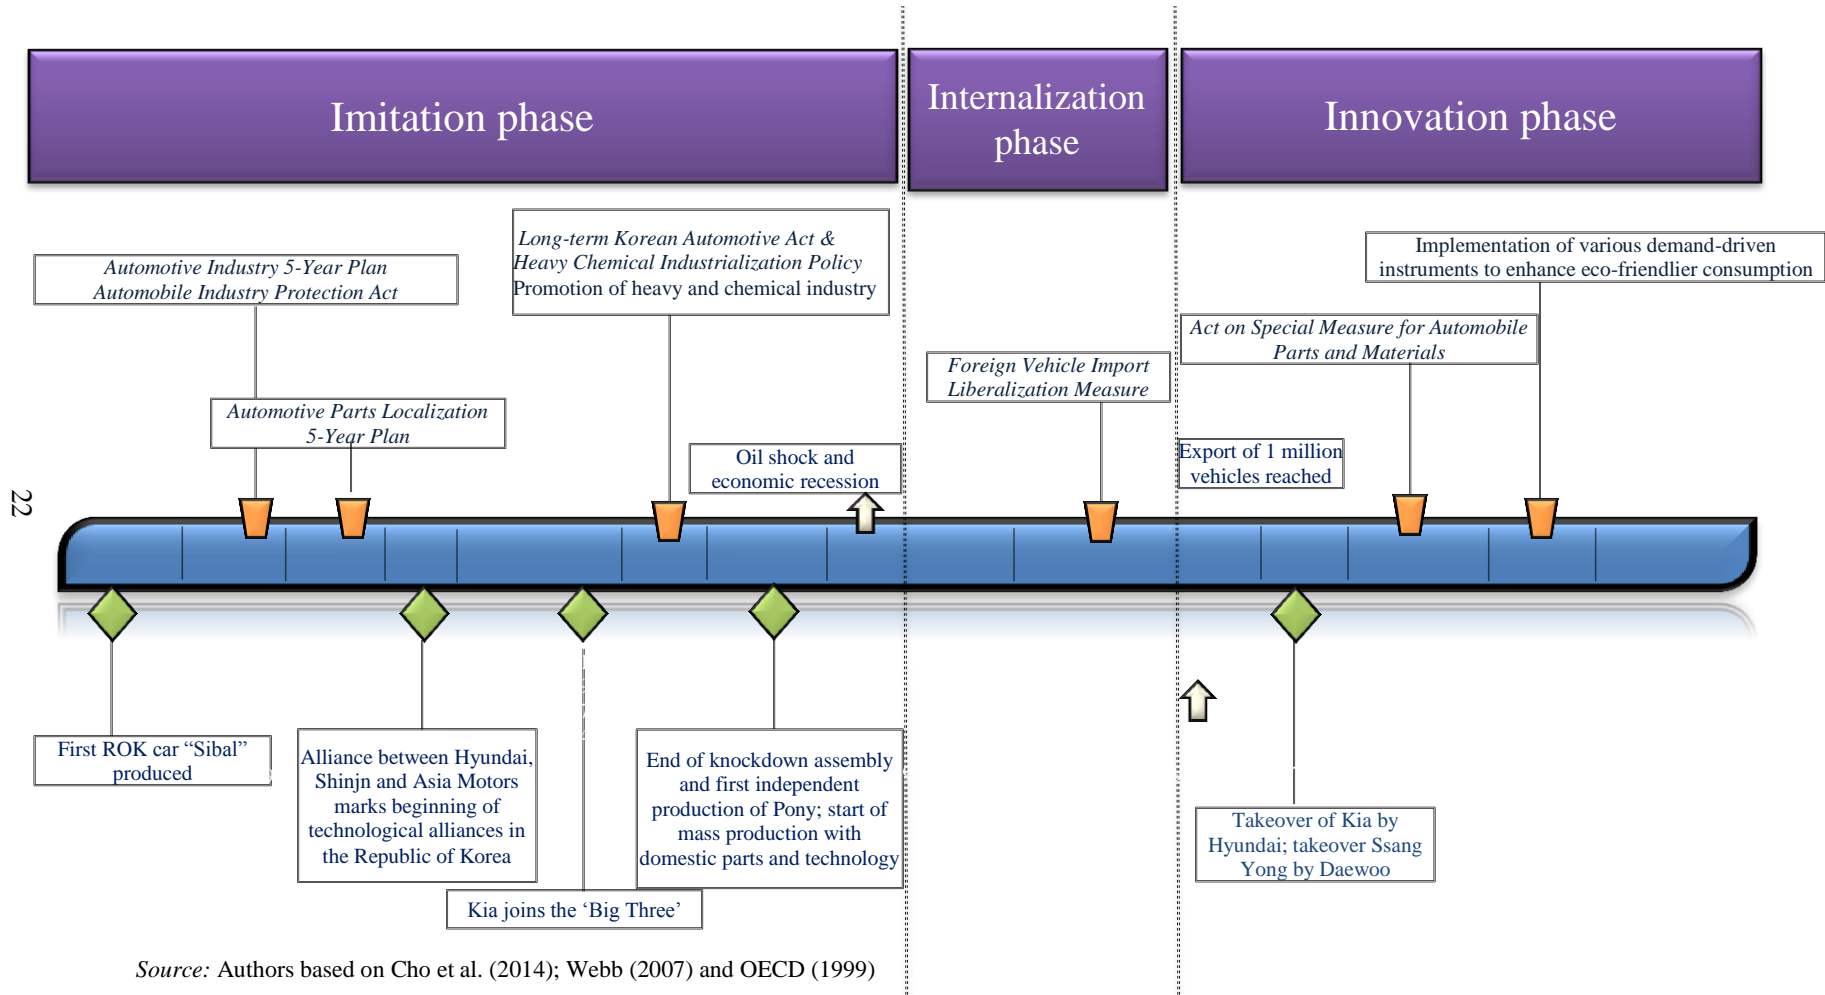 Imitation phase
Internalization
phase
Innovation phase
Long-term Korean Automotive Act &
Heavy Chemical Industrialization Policy
Promotion of heavy and chemical industry
Implementation of various demand-driven
instruments to enhance eco-friendlier consumption
Automotive Industry 5-Year Plan
Automobile Industry Protection Act
Act on Special Measure for Automobile
Parts and Materials
Foreign Vehicle Import
Liberalization Measure
Automotive Parts Localization
5-Year Plan
Oil shock and
economic recession
Export of 1 million
vehicles reached
22
First ROK car “Sibal”
produced
Alliance between Hyundai,
Shinjn and Asia Motors
marks beginning of
technological alliances in
the Republic of Korea
End of knockdown assembly
and first independent
production of Pony; start of
mass production with
domestic parts and technology
Takeover of Kia by
Hyundai; takeover Ssang
Yong by Daewoo
Kia joins the ‘Big Three’
Source: Authors based on Cho et al. (2014); Webb (2007) and OECD (1999)